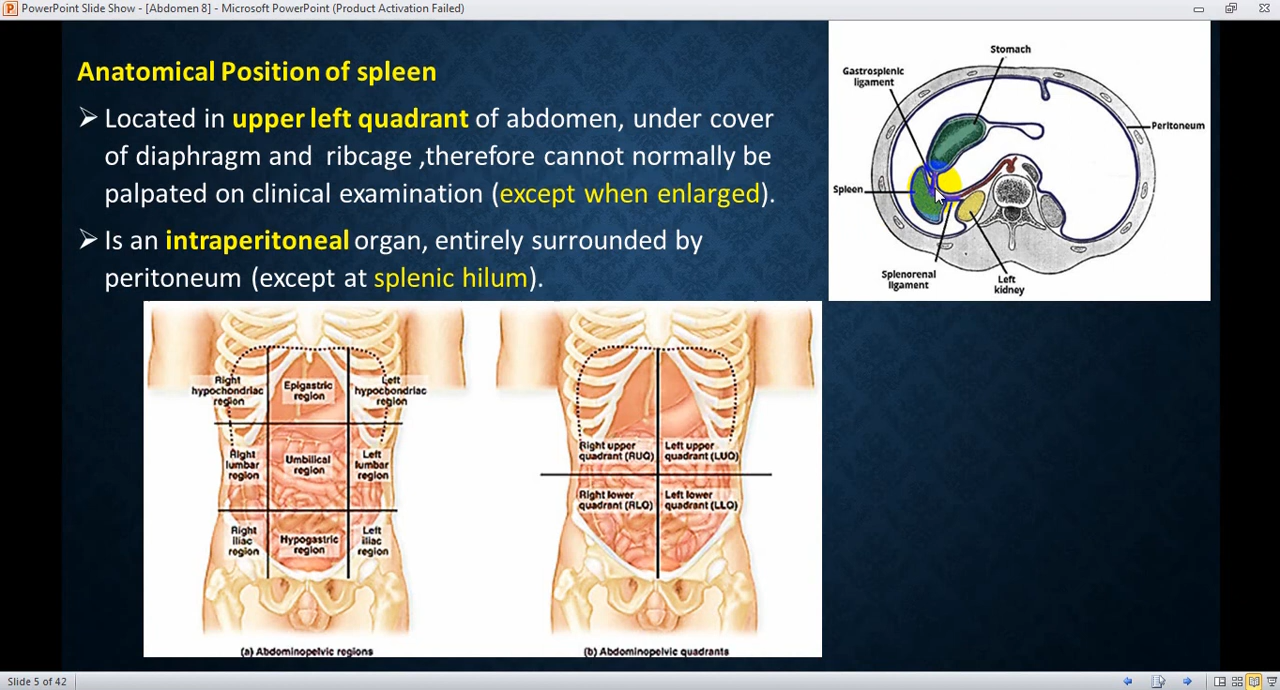 PowerPoint Slide Show - [Abdomen 8] - Microsoft PowerPoint (Product Activation Failed)
Anatomical Position of spleen
➢ Located in upper left quadrant of abdomen, under cover
of diaphragm and ribcage ,therefore cannot normally be
palpated on clinical examination (except when enlarged).
➢ Is an intraperitoneal organ, entirely surrounded by
peritoneum (except at splenic hilum).
Stomach
Gastrosplenic
ligament
Peritoneum
Spleen
Splenorenal
ligament
Left
kidney
Right
hypochondriac
region
Epigastric
region
Left
hypochondriac
region
Right
lumbar
region
Umbilical
region
Left
lumbar
region
Right
iliac
region
Hypogastric
region
Left
iliac
region
(a) Abdominopelvic regions
Right upper
quadrant (RUQ)
Left upper
quadrant (LUQ)
Right lower
quadrant (RLQ)
Left lower
quadrant (LLQ)
(b) Abdominopelvic quadrants
Slide 5 of 42